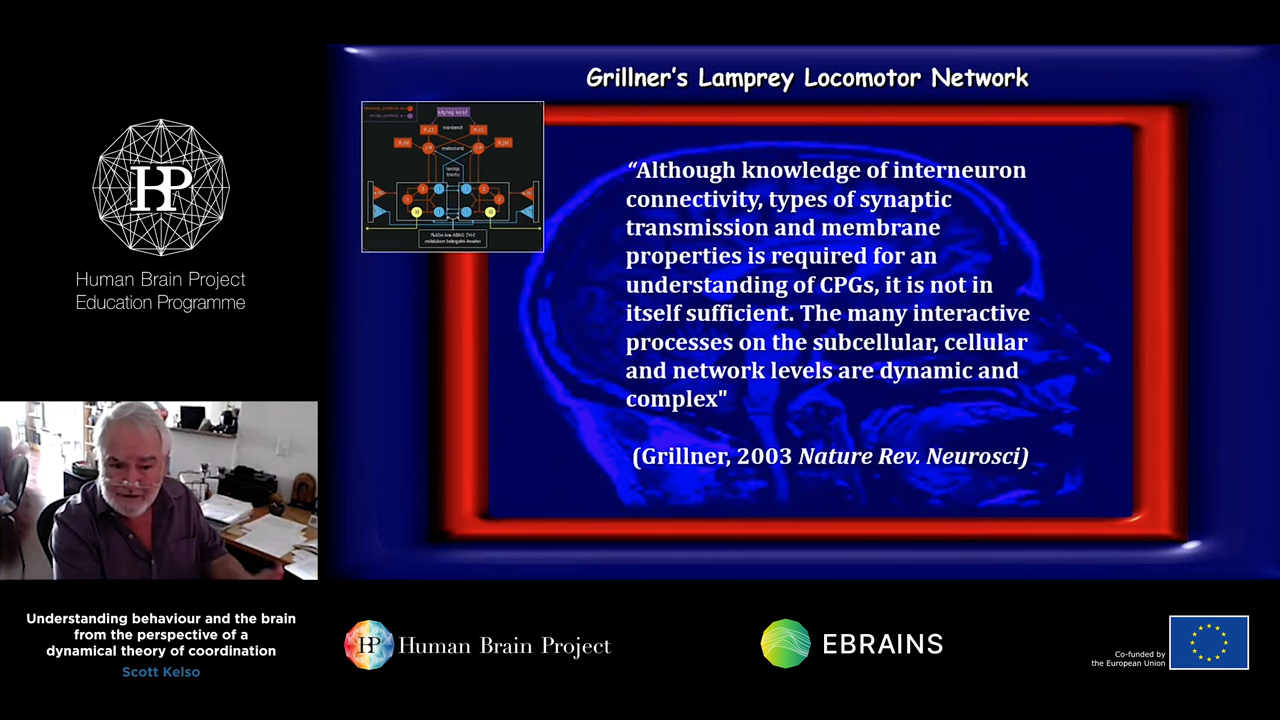 Grillner's Lamprey Locomotor Network
“Although knowledge of interneuron
connectivity, types of synaptic
transmission and membrane
properties is required for an
understanding of CPGs, it is not in
itself sufficient. The many interactive
processes on the subcellular, cellular
and network levels are dynamic and
complex"
(Grillner, 2003 Nature Rev. Neurosci)
HP
Human Brain Project
Education Programme
Understanding behaviour and the brain
from the perspective of a
dynamical theory of coordination
Scott Kelso
HP Human Brain Project
EBRAINS
Co-funded by
the European Union